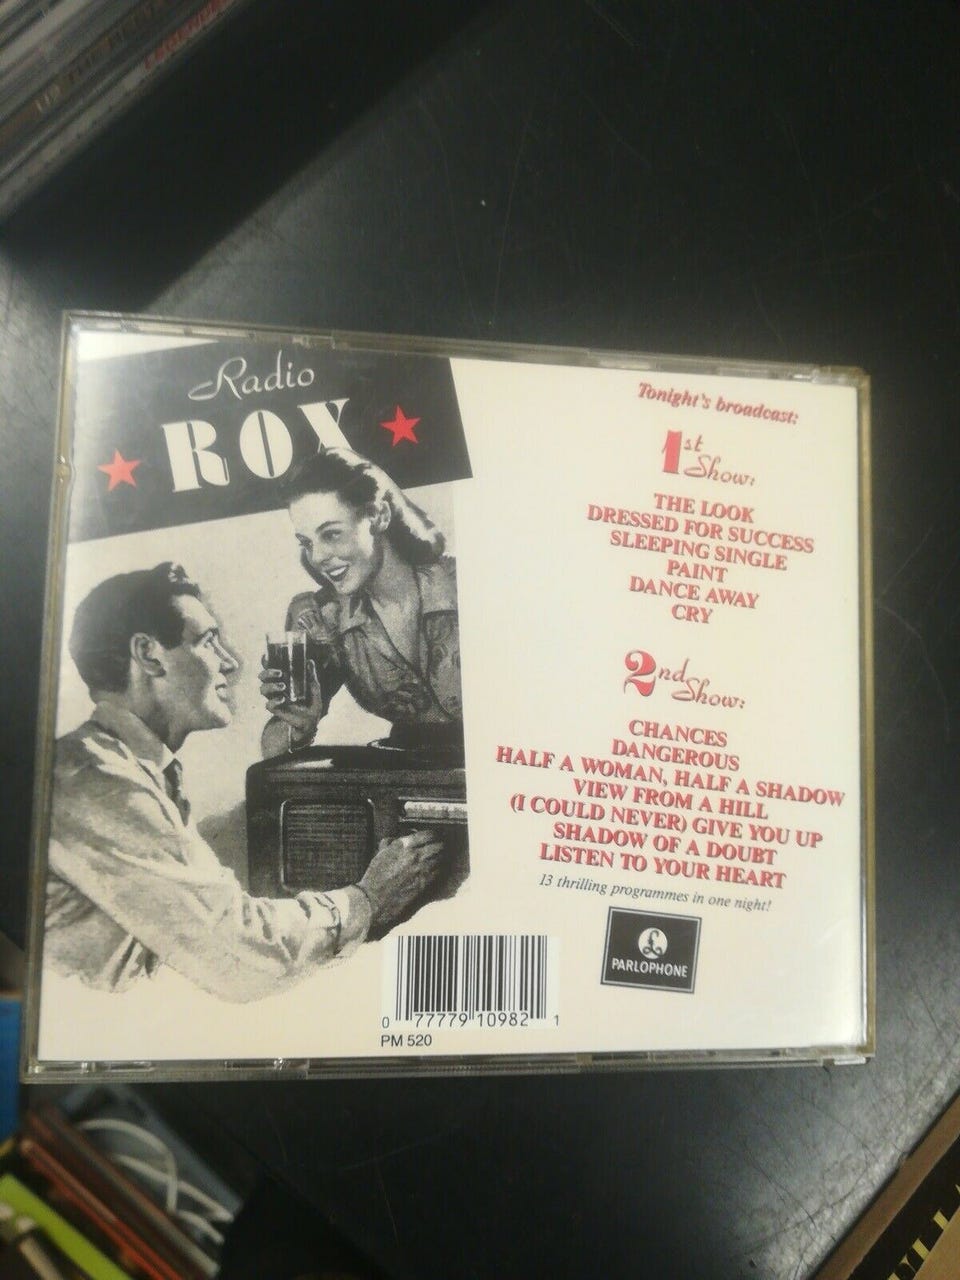 Radio
ROX
Tonight's broadcast:
1st Show:
THE LOOK
DRESSED FOR SUCCESS
SLEEPING SINGLE
PAINT
DANCE AWAY
CRY
2nd Show:
CHANCES
DANGEROUS
HALF A WOMAN, HALF A SHADOW
VIEW FROM A HILL
(I COULD NEVER) GIVE YOU UP
SHADOW OF A DOUBT
LISTEN TO YOUR HEART
13 thrilling programmes in one night!
£
PARLOPHONE
0 77779 10982 1
PM 520